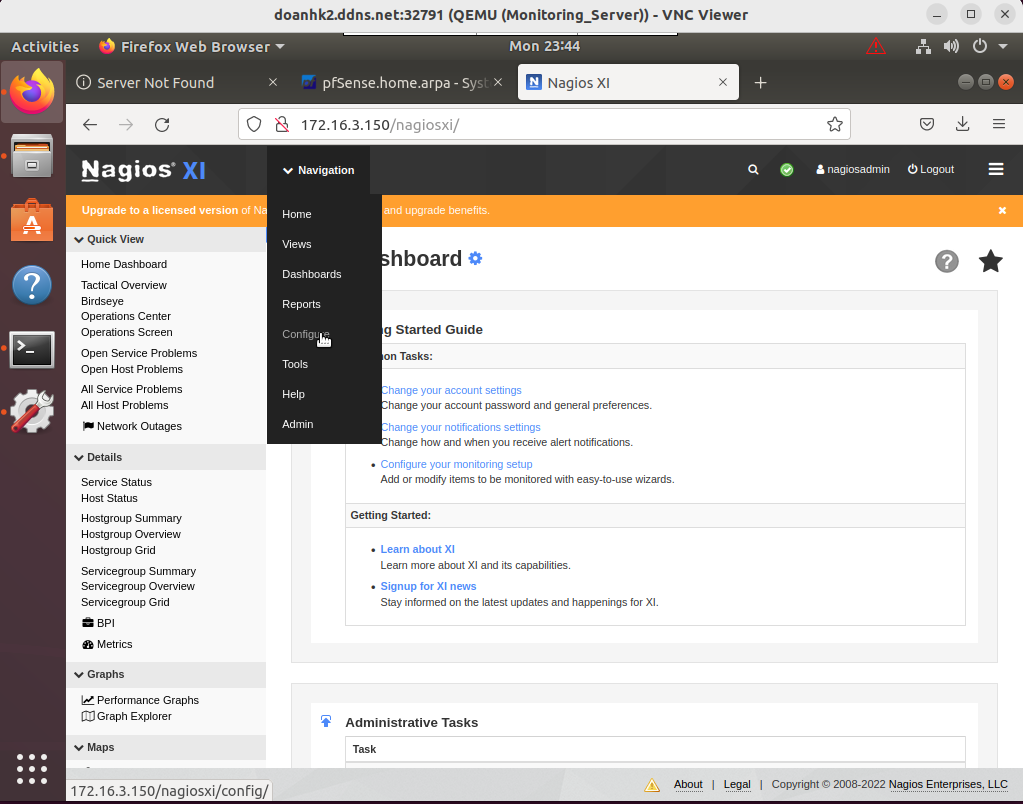 doanhk2.ddns.net:32791 (QEMU (Monitoring_Server)) - VNC Viewer
Activities Firefox Web Browser Mon 23:44
Server Not Found pfSense.home.arpa - Syst Nagios XI
172.16.3.150/nagiosxi/
Nagios® XI Navigation nagiosadmin Logout
Upgrade to a licensed version of Na and upgrade benefits.
Home
Views
Dashboards
Reports
Configure
Tools
Help
Admin
Quick View
Home Dashboard
Tactical Overview
Birdseye
Operations Center
Operations Screen
Open Service Problems
Open Host Problems
All Service Problems
All Host Problems
Network Outages
Details
Service Status
Host Status
Hostgroup Summary
Hostgroup Overview
Hostgroup Grid
Servicegroup Summary
Servicegroup Overview
Servicegroup Grid
BPI
Metrics
Graphs
Performance Graphs
Graph Explorer
Maps
shboard
g Started Guide
on Tasks:
Change your account settings
Change your account password and general preferences.
Change your notifications settings
Change how and when you receive alert notifications.
• Configure your monitoring setup
Add or modify items to be monitored with easy-to-use wizards.
Getting Started:
• Learn about XI
Learn more about XI and its capabilities.
• Signup for XI news
Stay informed on the latest updates and happenings for XI.
Administrative Tasks
Task
About | Legal | Copyright © 2008-2022 Nagios Enterprises, LLC
172.16.3.150/nagiosxi/config/